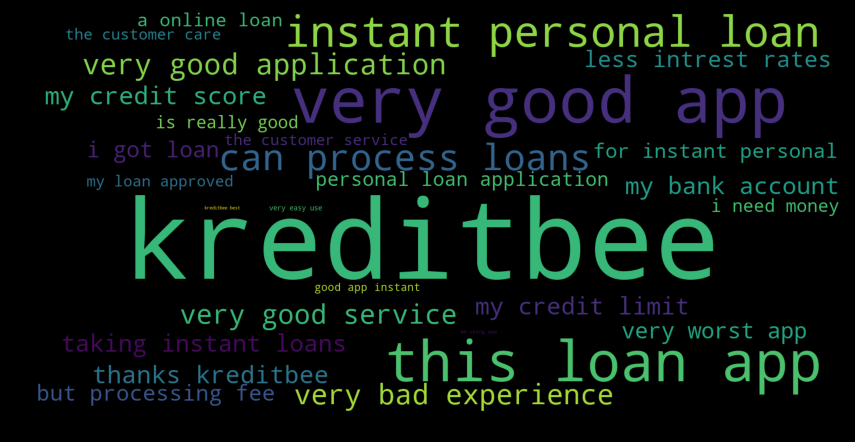 a online loan
the customer care
instant personal loan
very good application
less intrest rates
my credit score
very good app
is really good
the customer service
i got loan
can process loans
for instant personal
my loan approved
personal loan application
my bank account
kreditbee
kreditbee best
very easy use
i need money
good app instant
very good service
my credit limit
very worst app
taking instant loans
this loan app
thanks kreditbee
but processing fee
very bad experience